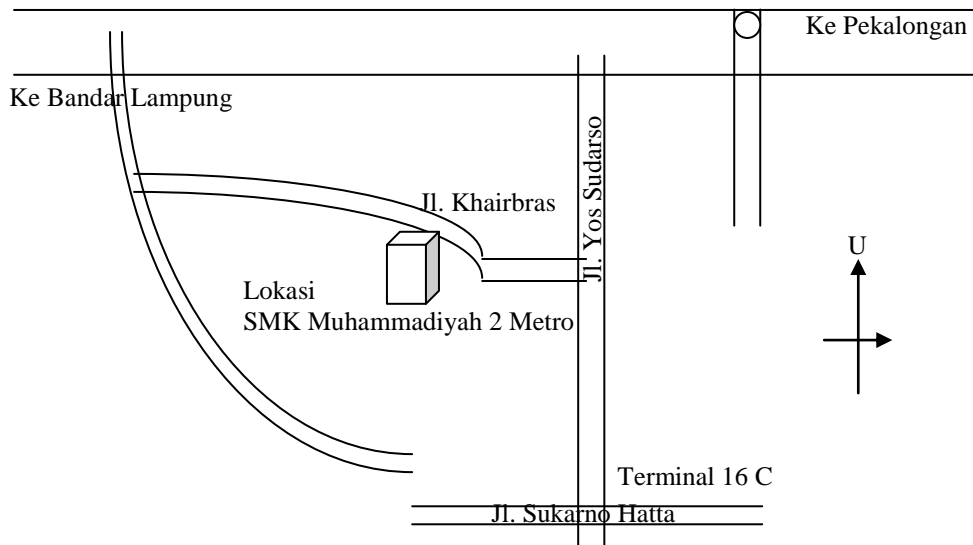 Ke Pekalongan
Ke Bandar Lampung
Jl. Yos Sudarso
Jl. Khairbras
U
Lokasi
SMK Muhammadiyah 2 Metro
Terminal 16 C
Jl. Sukarno Hatta